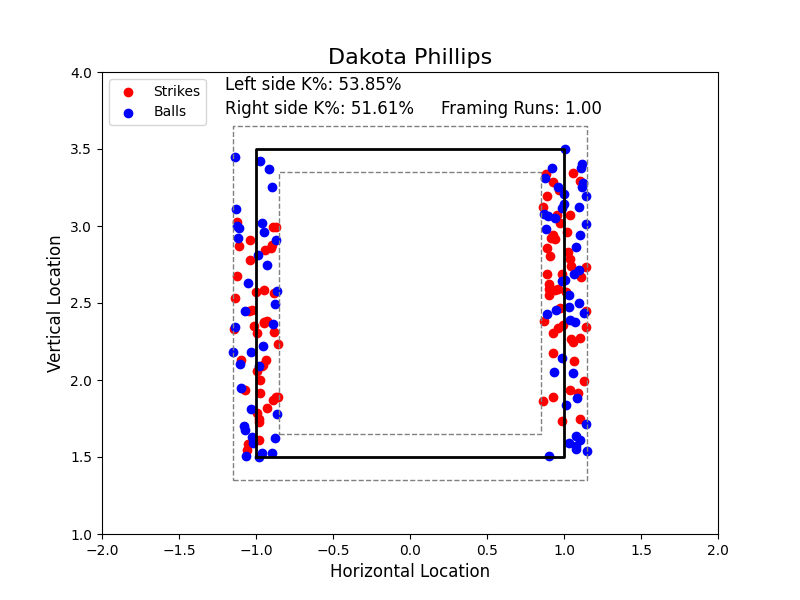 Dakota Phillips
Strikes
Balls
Left side K%: 53.85%
Right side K%: 51.61% Framing Runs: 1.00
Vertical Location
4.0
3.5
3.0
2.5
2.0
1.5
1.0
−2.0 −1.5 −1.0 −0.5 0.0 0.5 1.0 1.5 2.0
Horizontal Location